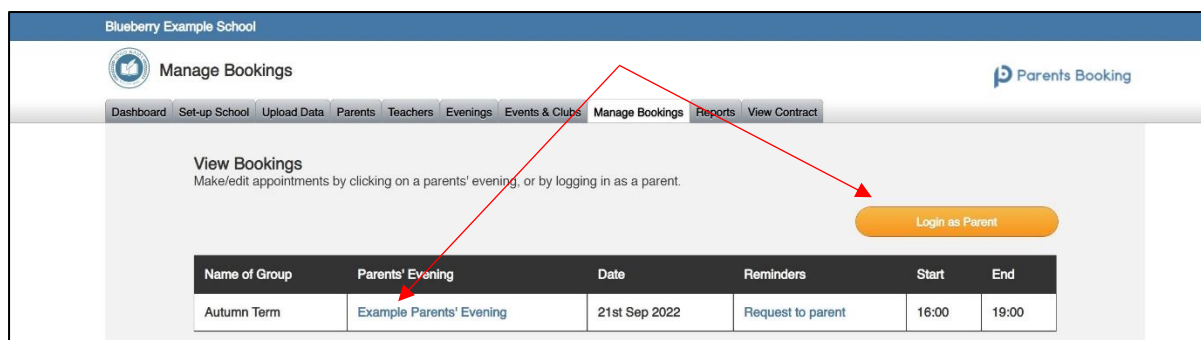 Blueberry Example School
Manage Bookings
Parents Booking
Dashboard Set-up School Upload Data Parents Teachers Evenings Events & Clubs Manage Bookings Reports View Contract
View Bookings
Make/edit appointments by clicking on a parents' evening, or by logging in as a parent.
Login as Parent
Name of Group Parents' Evening Date Reminders Start End
Autumn Term Example Parents' Evening 21st Sep 2022 Request to parent 16:00 19:00